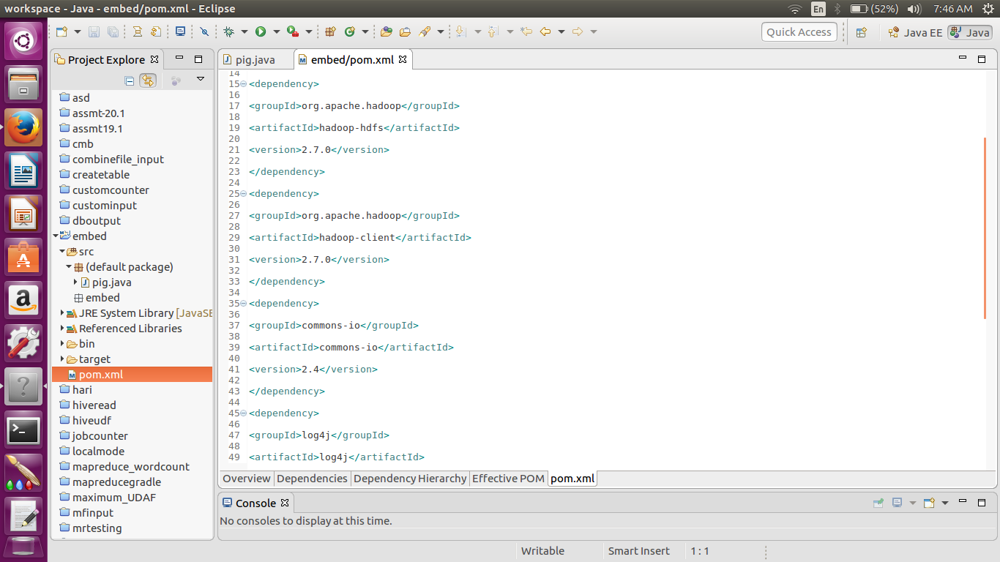 workspace - Java - embed/pom.xml - Eclipse
En
(52%)
7:46 AM
Quick Access
Java EE
Java
Project Explore
asd
assmt-20.1
assmt19.1
cmb
combinefile_input
createtable
customcounter
custominput
dboutput
embed
src
(default package)
pig.java
embed
JRE System Library [JavaSE
Referenced Libraries
bin
target
pom.xml
hari
hiveread
hiveudf
jobcounter
localmode
mapreduce_wordcount
mapreducegradle
maximum_UDAF
mfinput
mrtesting
pig.java
embed/pom.xml
14
15 <dependency>
16
17 <groupId>org.apache.hadoop</groupId>
18
19 <artifactId>hadoop-hdfs</artifactId>
20
21 <version>2.7.0</version>
22
23 </dependency>
24
25 <dependency>
26
27 <groupId>org.apache.hadoop</groupId>
28
29 <artifactId>hadoop-client</artifactId>
30
31 <version>2.7.0</version>
32
33 </dependency>
34
35 <dependency>
36
37 <groupId>commons-io</groupId>
38
39 <artifactId>commons-io</artifactId>
40
41 <version>2.4</version>
42
43 </dependency>
44
45 <dependency>
46
47 <groupId>log4j</groupId>
48
49 <artifactId>log4j</artifactId>
Overview
Dependencies
Dependency Hierarchy
Effective POM
pom.xml
Console
No consoles to display at this time.
Writable
Smart Insert
1 : 1